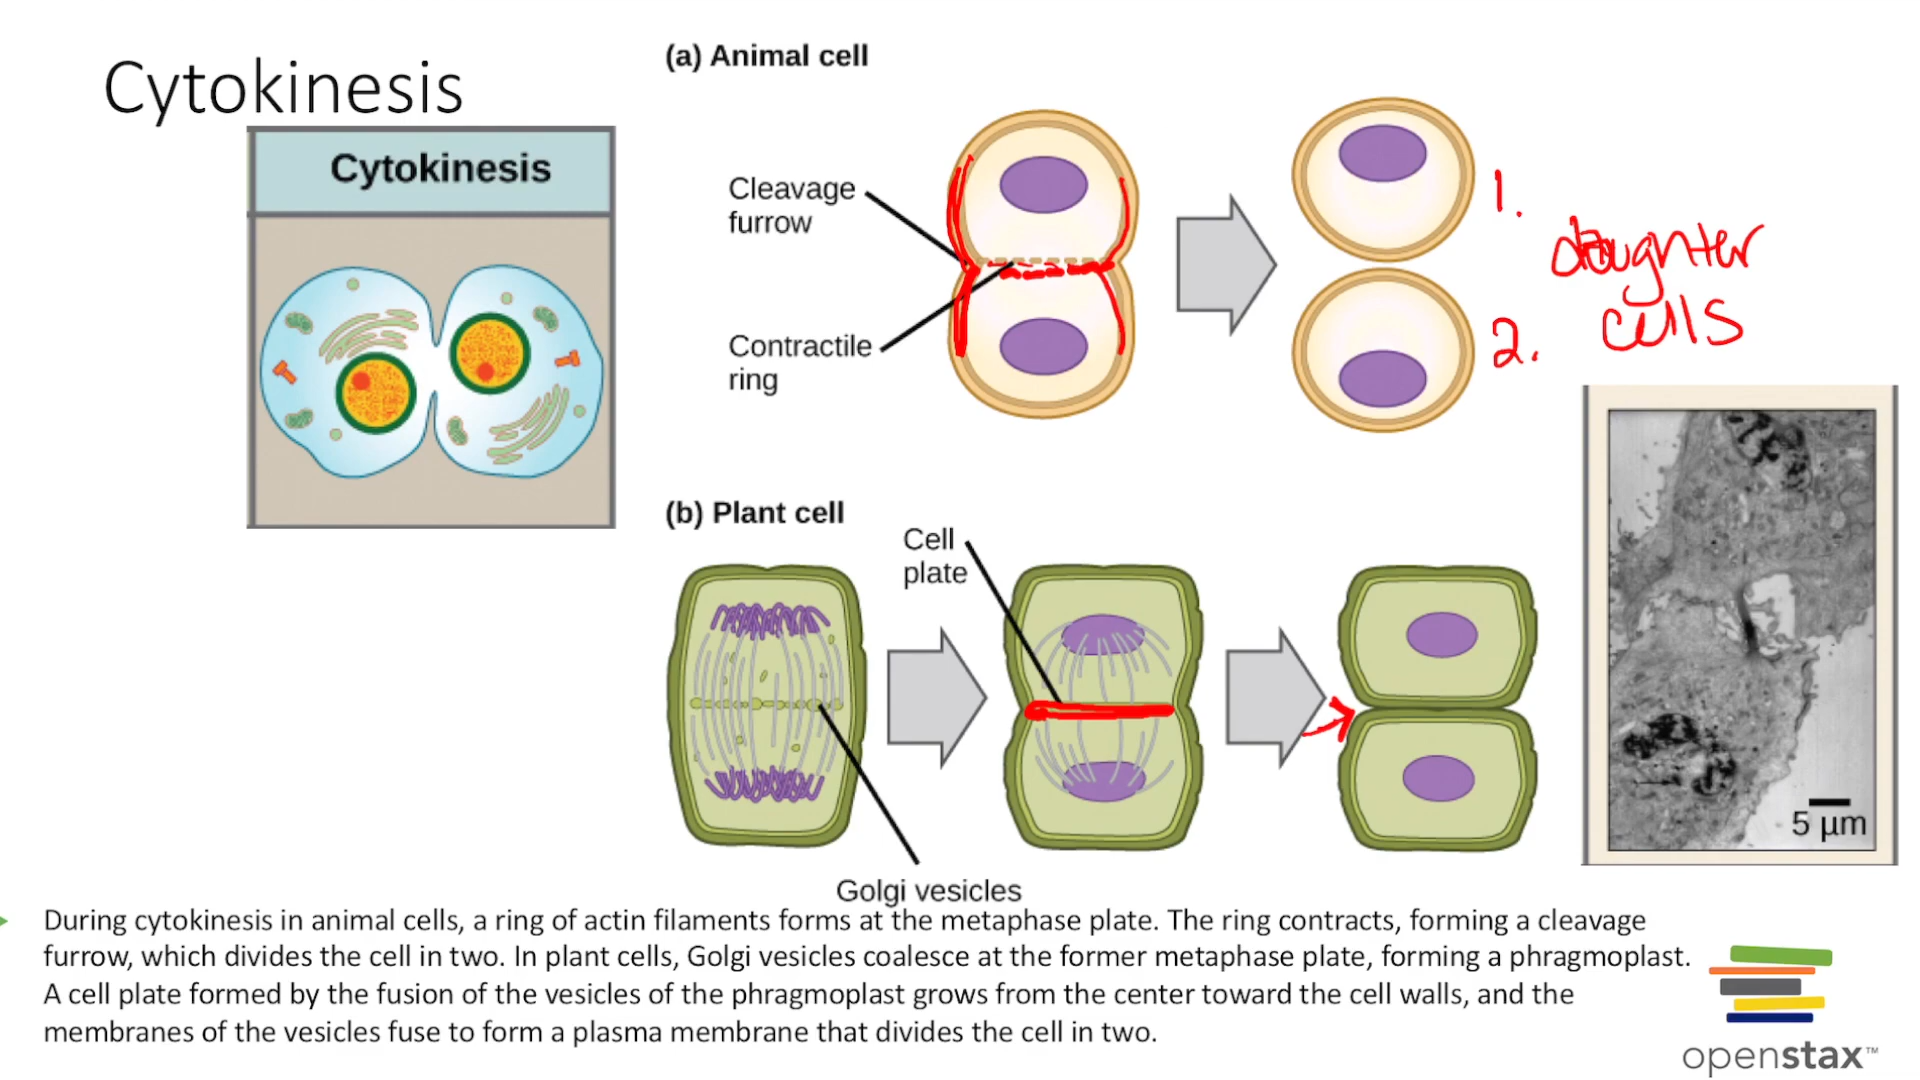 Cytokinesis
Cytokinesis
(a) Animal cell
Cleavage
furrow
Contractile
ring
1.
2.
daughter
cells
(b) Plant cell
Cell
plate
Golgi vesicles
5 µm
During cytokinesis in animal cells, a ring of actin filaments forms at the metaphase plate. The ring contracts, forming a cleavage
furrow, which divides the cell in two. In plant cells, Golgi vesicles coalesce at the former metaphase plate, forming a phragmoplast.
A cell plate formed by the fusion of the vesicles of the phragmoplast grows from the center toward the cell walls, and the
membranes of the vesicles fuse to form a plasma membrane that divides the cell in two.
openstax™